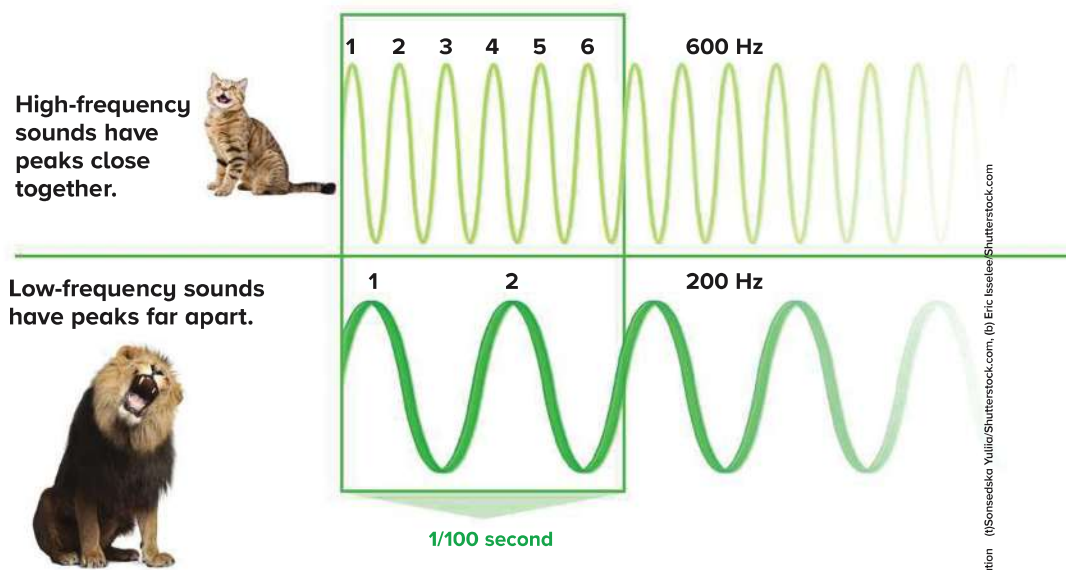 1 2 3 4 5 6 600 Hz
High-frequency
sounds have
peaks close
together.
Low-frequency sounds
have peaks far apart.
1 2 200 Hz
1/100 second
(t)Sonsedska Yuliia/Shutterstock.com, (b) Eric Isselee/Shutterstock.com